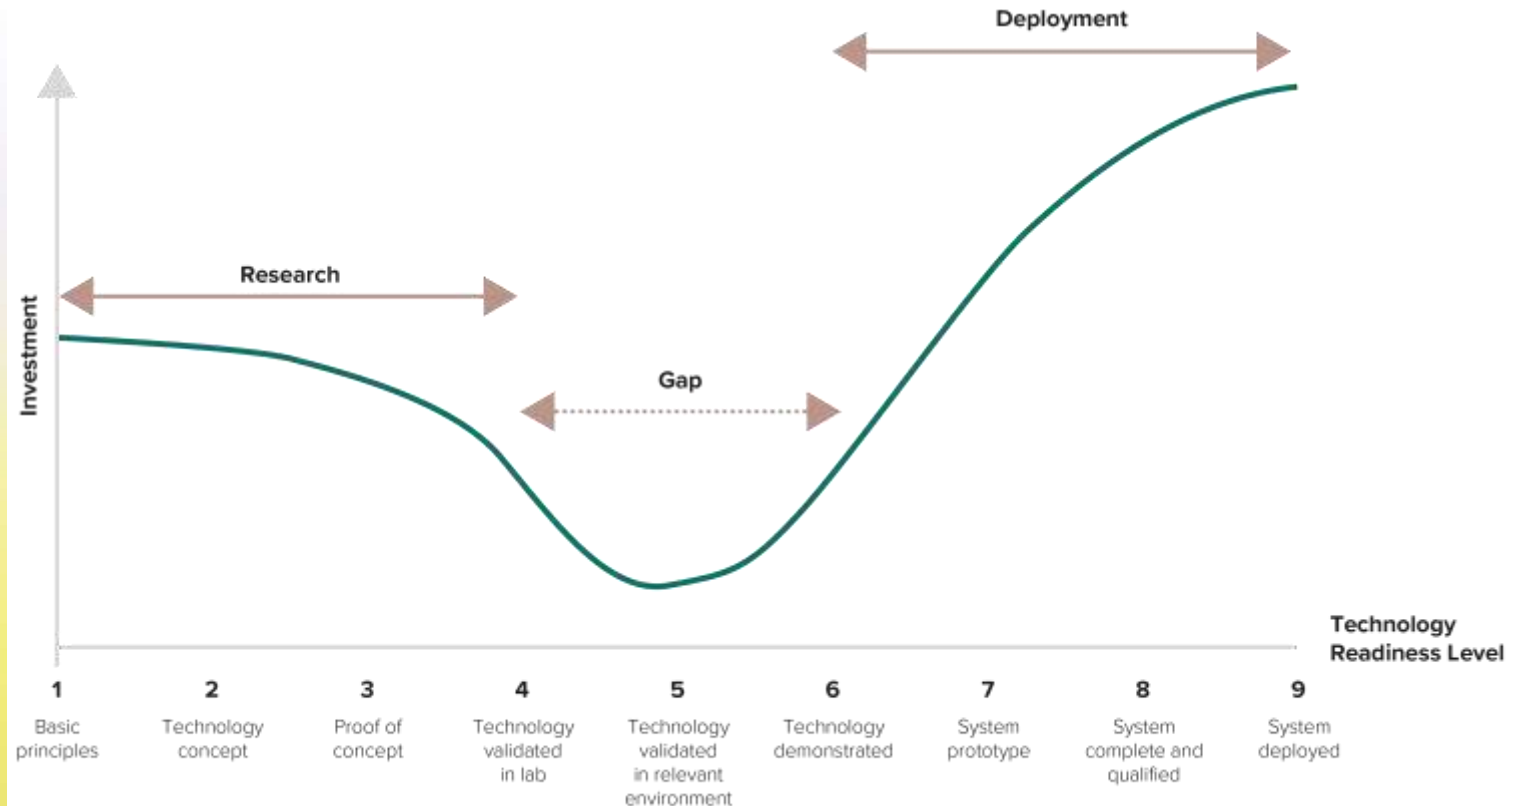 Deployment
Research
Gap
Investment
Technology
Readiness Level
1
Basic
principles
2
Technology
concept
3
Proof of
concept
4
Technology
validated
in lab
5
Technology
validated
in relevant
environment
6
Technology
demonstrated
7
System
prototype
8
System
complete and
qualified
9
System
deployed